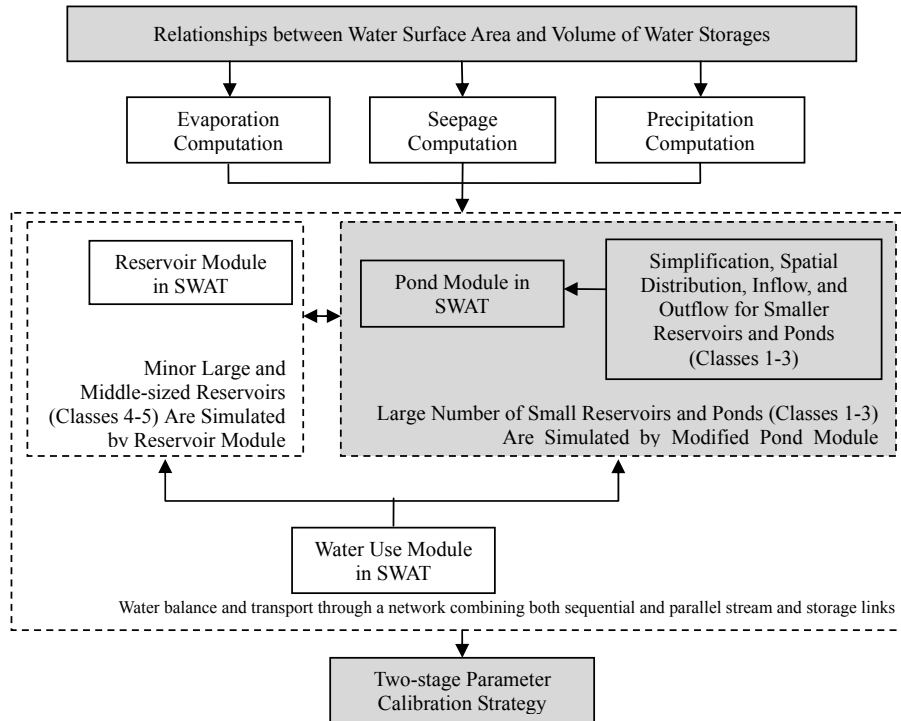 Relationships between Water Surface Area and Volume of Water Storages
Evaporation
Computation
Seepage
Computation
Precipitation
Computation
Reservoir Module
in SWAT
Minor Large and
Middle-sized Reservoirs
(Classes 4-5) Are Simulated
by Reservoir Module
Pond Module in
SWAT
Simplification, Spatial
Distribution, Inflow, and
Outflow for Smaller
Reservoirs and Ponds
(Classes 1-3)
Large Number of Small Reservoirs and Ponds (Classes 1-3)
Are Simulated by Modified Pond Module
Water Use Module
in SWAT
Water balance and transport through a network combining both sequential and parallel stream and storage links
Two-stage Parameter
Calibration Strategy